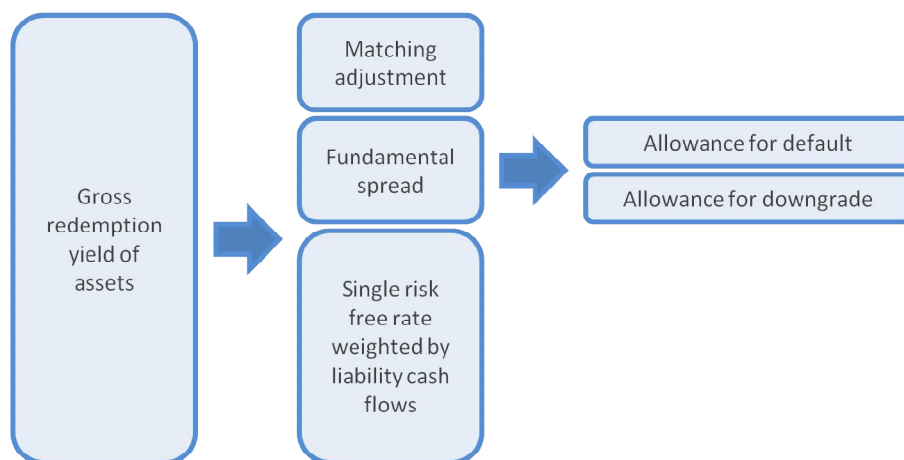 Gross
redemption
yield of
assets
Matching
adjustment
Fundamental
spread
Single risk
free rate
weighted by
liability cash
flows
Allowance for default
Allowance for downgrade